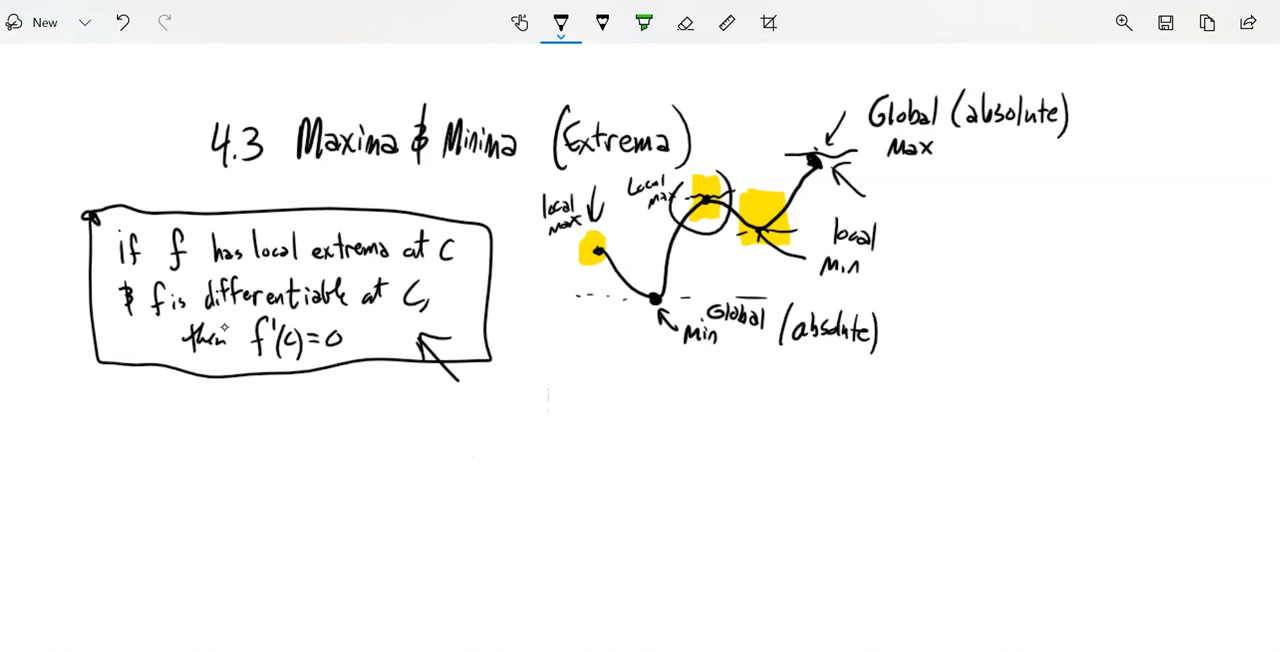 New
4.3 Maxima & Minima (Extrema)
Global (absolute)
Max
local
max
Local
max
if f has local extrema at C
& f is differentiable at C,
then f'(c)=0
local
Min
Global (absolute)
Min